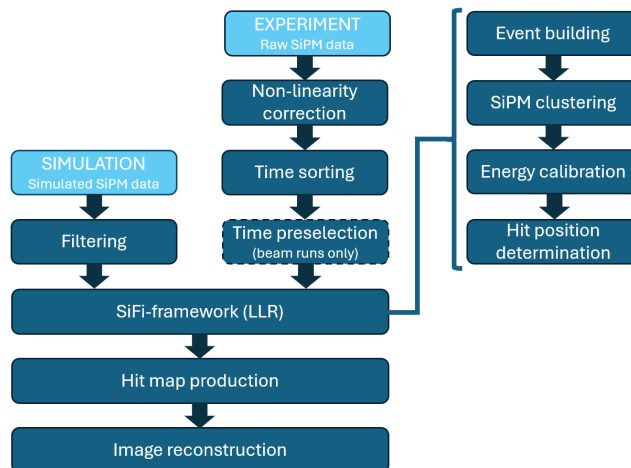 EXPERIMENT
Raw SiPM data
Non-linearity
correction
Time sorting
Time preselection
(beam runs only)
SIMULATION
Simulated SiPM data
Filtering
SiFi-framework (LLR)
Hit map production
Image reconstruction
Event building
SiPM clustering
Energy calibration
Hit position
determination